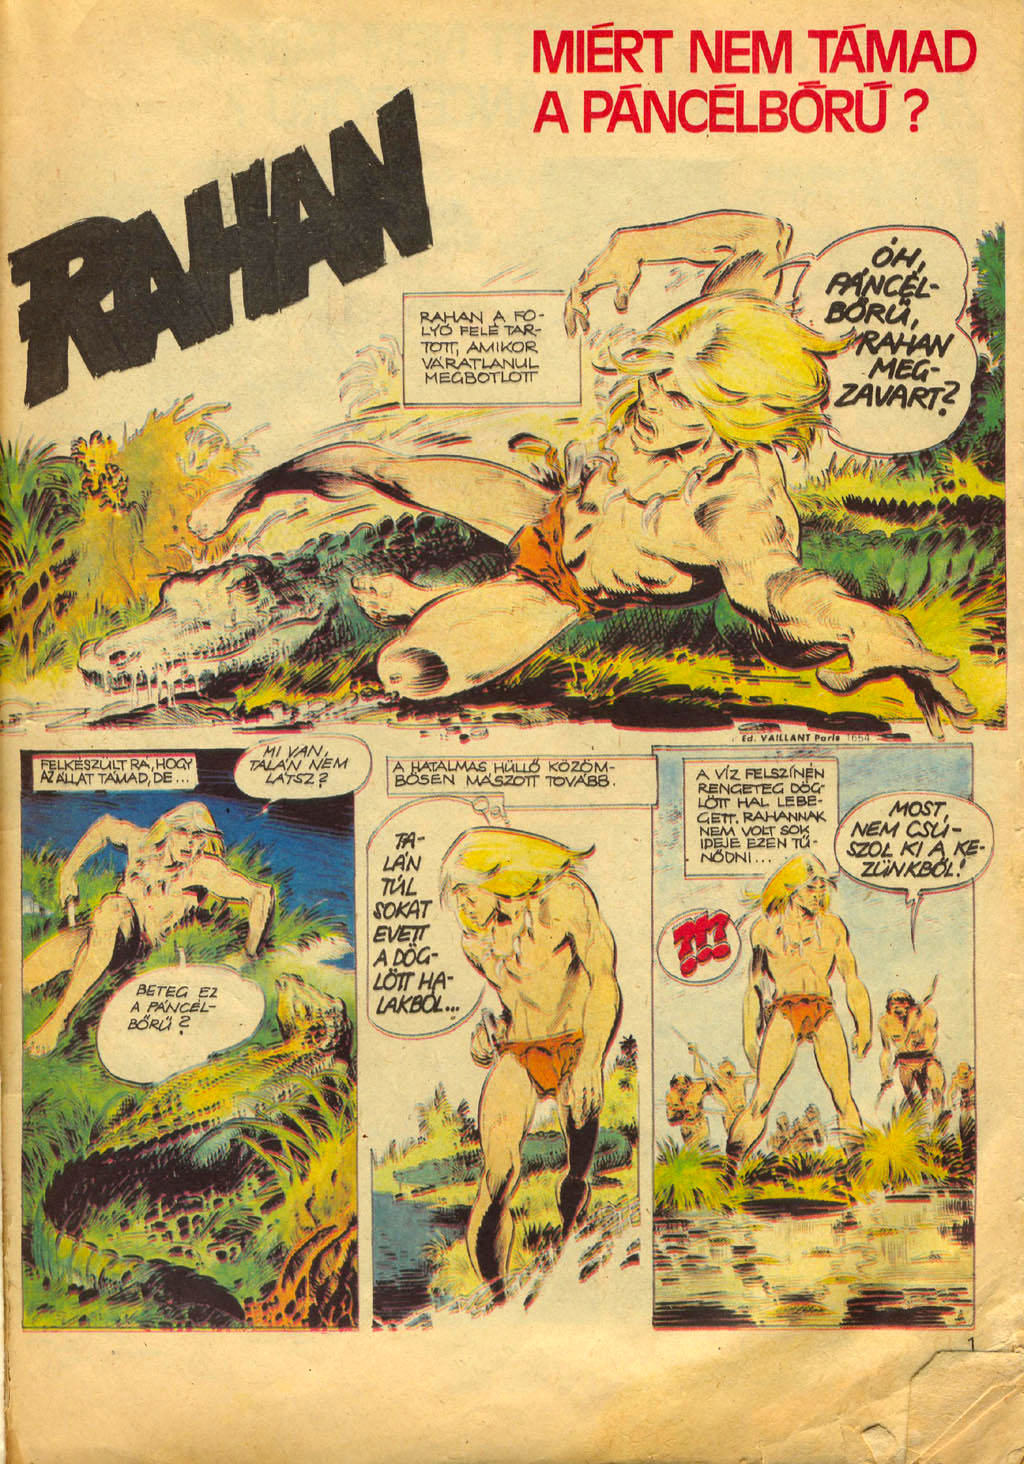 MIÉRT NEM TÁMAD
A PÁNCÉLBŐRŰ ?
RAHAN
RAHAN A FO-
LYÓ FELÉ TAR-
TOTT, AMIKOR
VÁRATLANUL
MEGBOTLOTT
ÓH,
PÁNCÉL-
BŐRŰ,
RAHAN
MEG-
ZAVART?
Ed. VAILLANT Paris 1654
FELKÉSZÜLT RA, HOGY
AZ ÁLLAT TÁMAD, DE...
MI VAN,
TALÁN NEM
LÁTSZ?
BETEG EZ
A PÁNCÉL-
BŐRŰ?
A HATALMAS HÜLLŐ KÖZÖM-
BÖSEN MÁSZOTT TOVÁBB.
TA-
LÁN
TÚL
SOKAT
EVETT
A DÖG-
LÖTT HA-
LAKBÓL...
A VÍZ FELSZÍNÉN
RENGETEG DÖG-
LÖTT HAL LEBE-
GETT. RAHANNAK
NEM VOLT SOK
IDEJE EZEN TŰ-
NŐDNI...
???
MOST,
NEM CSÚ-
SZOL KI A KE-
ZÜNKBŐL!
1